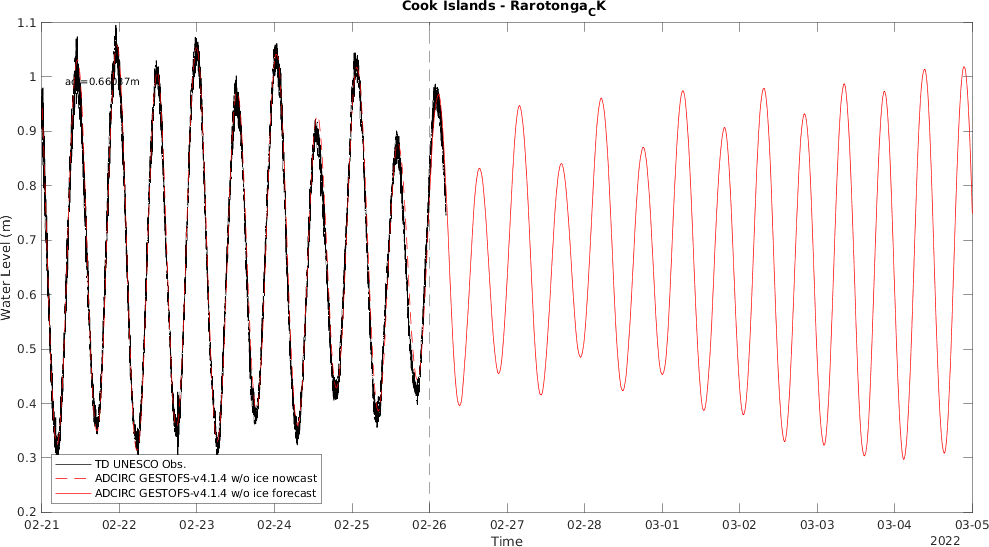 Cook Islands - Rarotonga_CK
1.1
1
0.9
0.8
0.7
0.6
0.5
0.4
0.3
0.2
Water Level (m)
TD UNESCO Obs.
ADCIRC GESTOFS-v4.1.4 w/o ice nowcast
ADCIRC GESTOFS-v4.1.4 w/o ice forecast
02-21 02-22 02-23 02-24 02-25 02-26 02-27 02-28 03-01 03-02 03-03 03-04 03-05
Time
2022